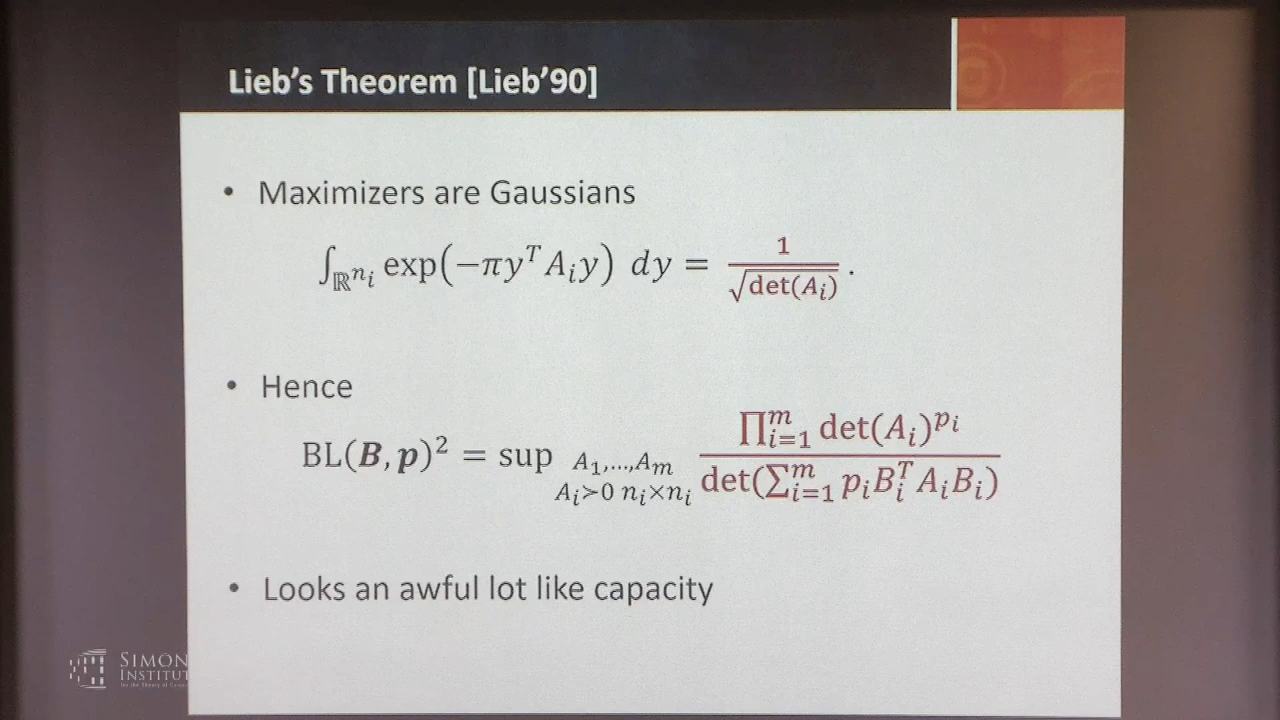 Lieb's Theorem [Lieb'90]
• Maximizers are Gaussians
∫_{ℝ^{n_i}} exp(−πy^T A_i y) dy = 1/√det(A_i) .
• Hence
BL(B, p)² = sup_{A_1,…,A_m, A_i≻0 n_i×n_i} ∏_{i=1}^m det(A_i)^{p_i} / det(∑_{i=1}^m p_i B_i^T A_i B_i)
• Looks an awful lot like capacity
SIMON
INSTITUT